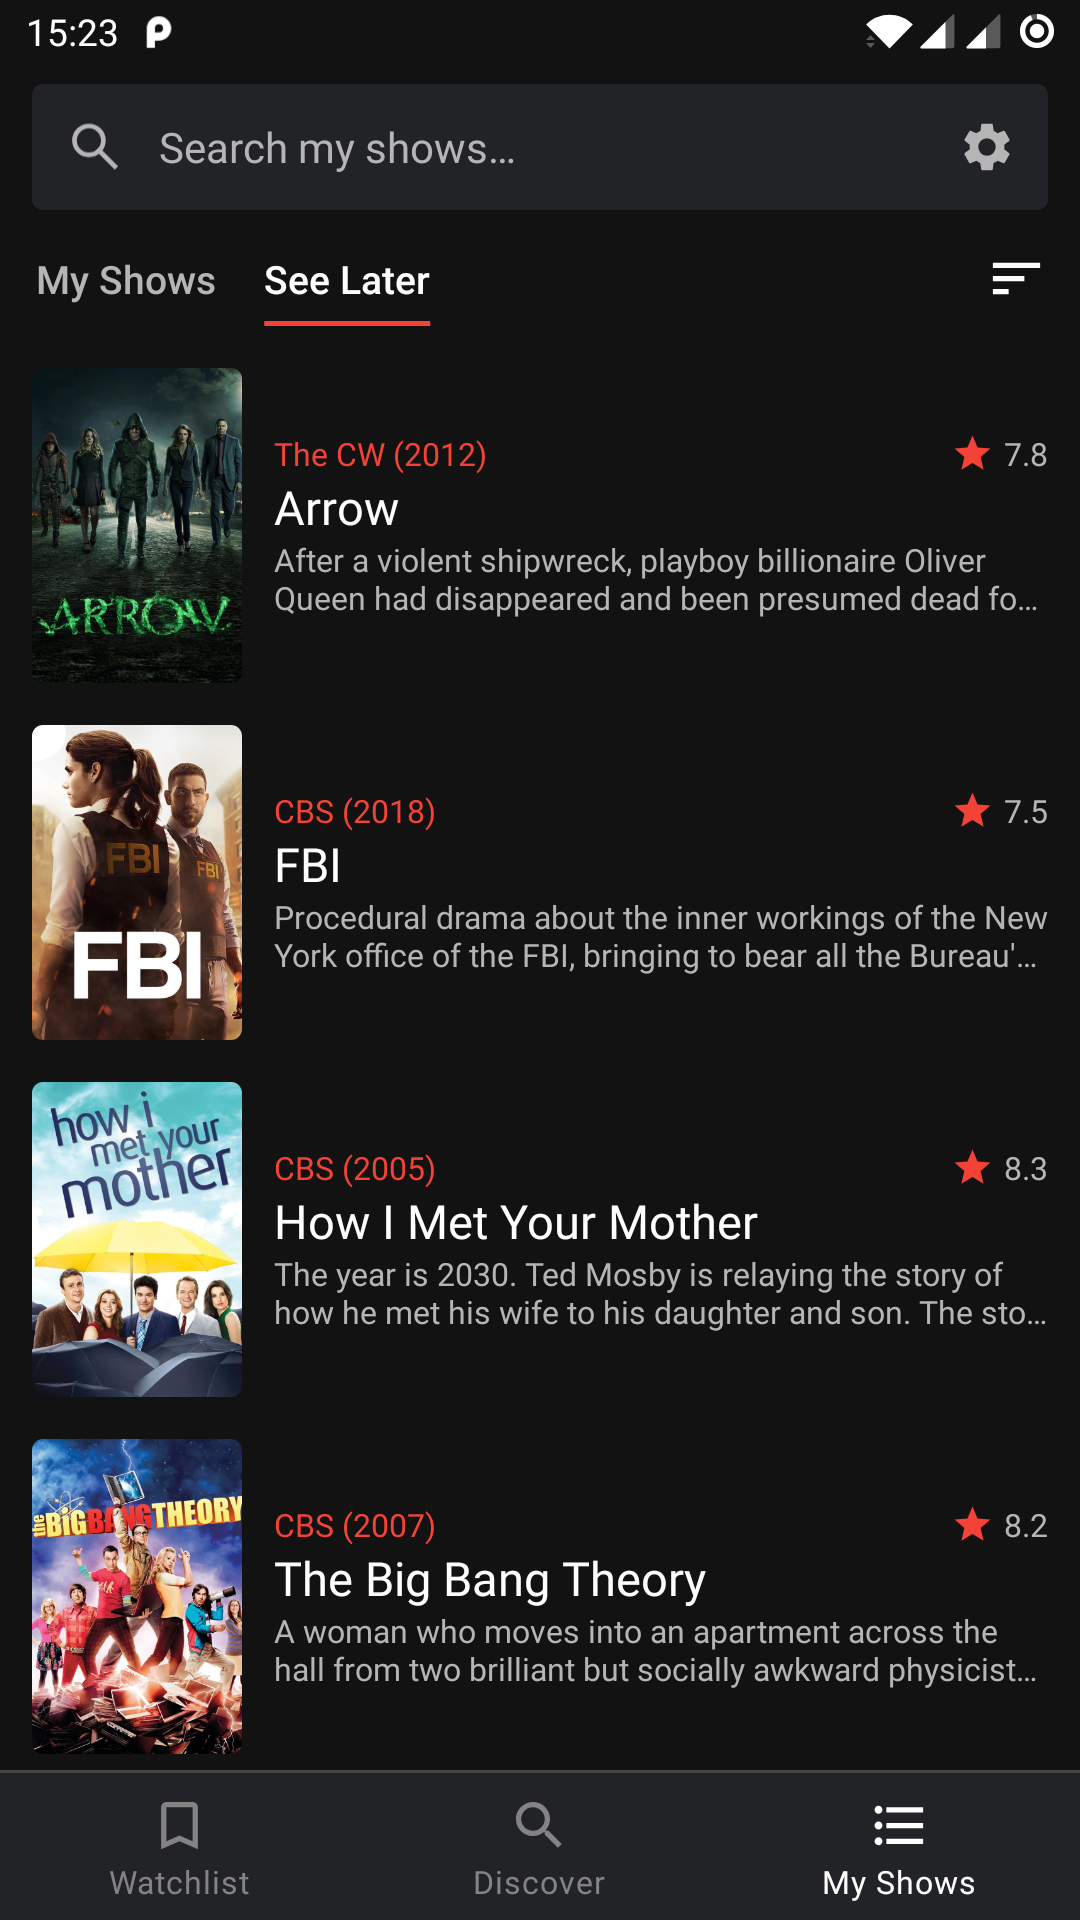 15:23
Search my shows...
My Shows
See Later
ARROW
The CW (2012)
7.8
Arrow
After a violent shipwreck, playboy billionaire Oliver
Queen had disappeared and been presumed dead fo...
FBI
FBI
FBI
CBS (2018)
7.5
FBI
Procedural drama about the inner workings of the New
York office of the FBI, bringing to bear all the Bureau'...
how i
met your
mother
CBS (2005)
8.3
How I Met Your Mother
The year is 2030. Ted Mosby is relaying the story of
how he met his wife to his daughter and son. The sto...
the BIG BANG THEORY
CBS (2007)
8.2
The Big Bang Theory
A woman who moves into an apartment across the
hall from two brilliant but socially awkward physicist...
Watchlist
Discover
My Shows